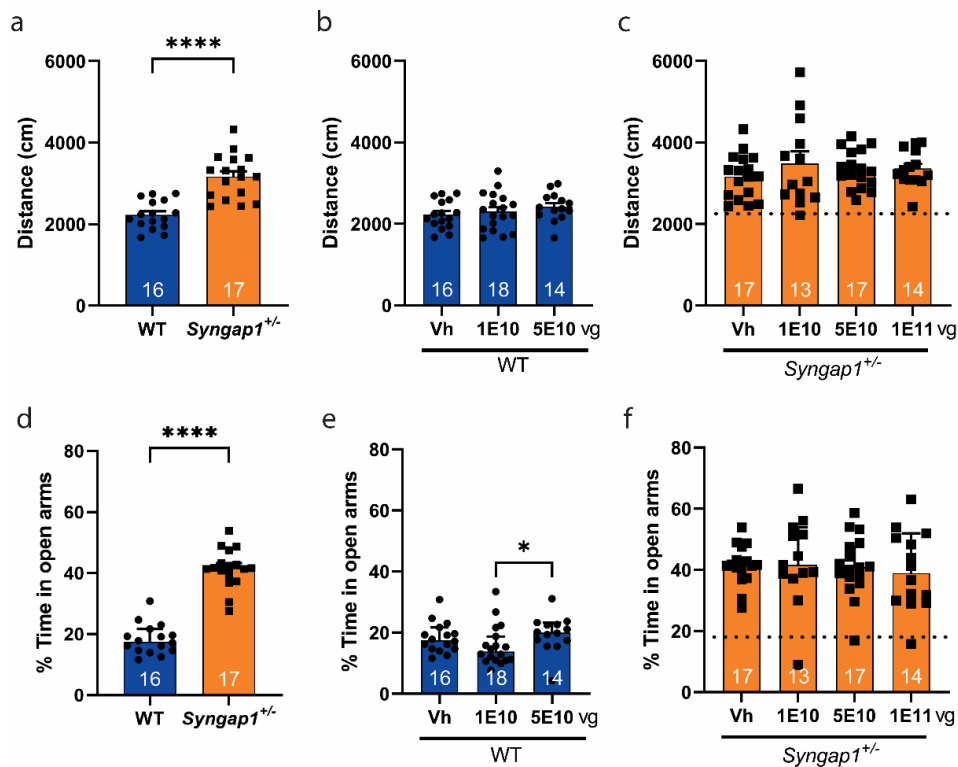 a
****
Distance (cm)
6000
4000
2000
0
16
17
WT
Syngap1+/-
b
Distance (cm)
6000
4000
2000
0
16
18
14
Vh
1E10
5E10 vg
WT
c
Distance (cm)
6000
4000
2000
0
17
13
17
14
Vh
1E10
5E10
1E11 vg
Syngap1+/-
d
****
% Time in open arms
80
60
40
20
0
16
17
WT
Syngap1+/-
e
*
% Time in open arms
80
60
40
20
0
16
18
14
Vh
1E10
5E10 vg
WT
f
% Time in open arms
80
60
40
20
0
17
13
17
14
Vh
1E10
5E10
1E11 vg
Syngap1+/-